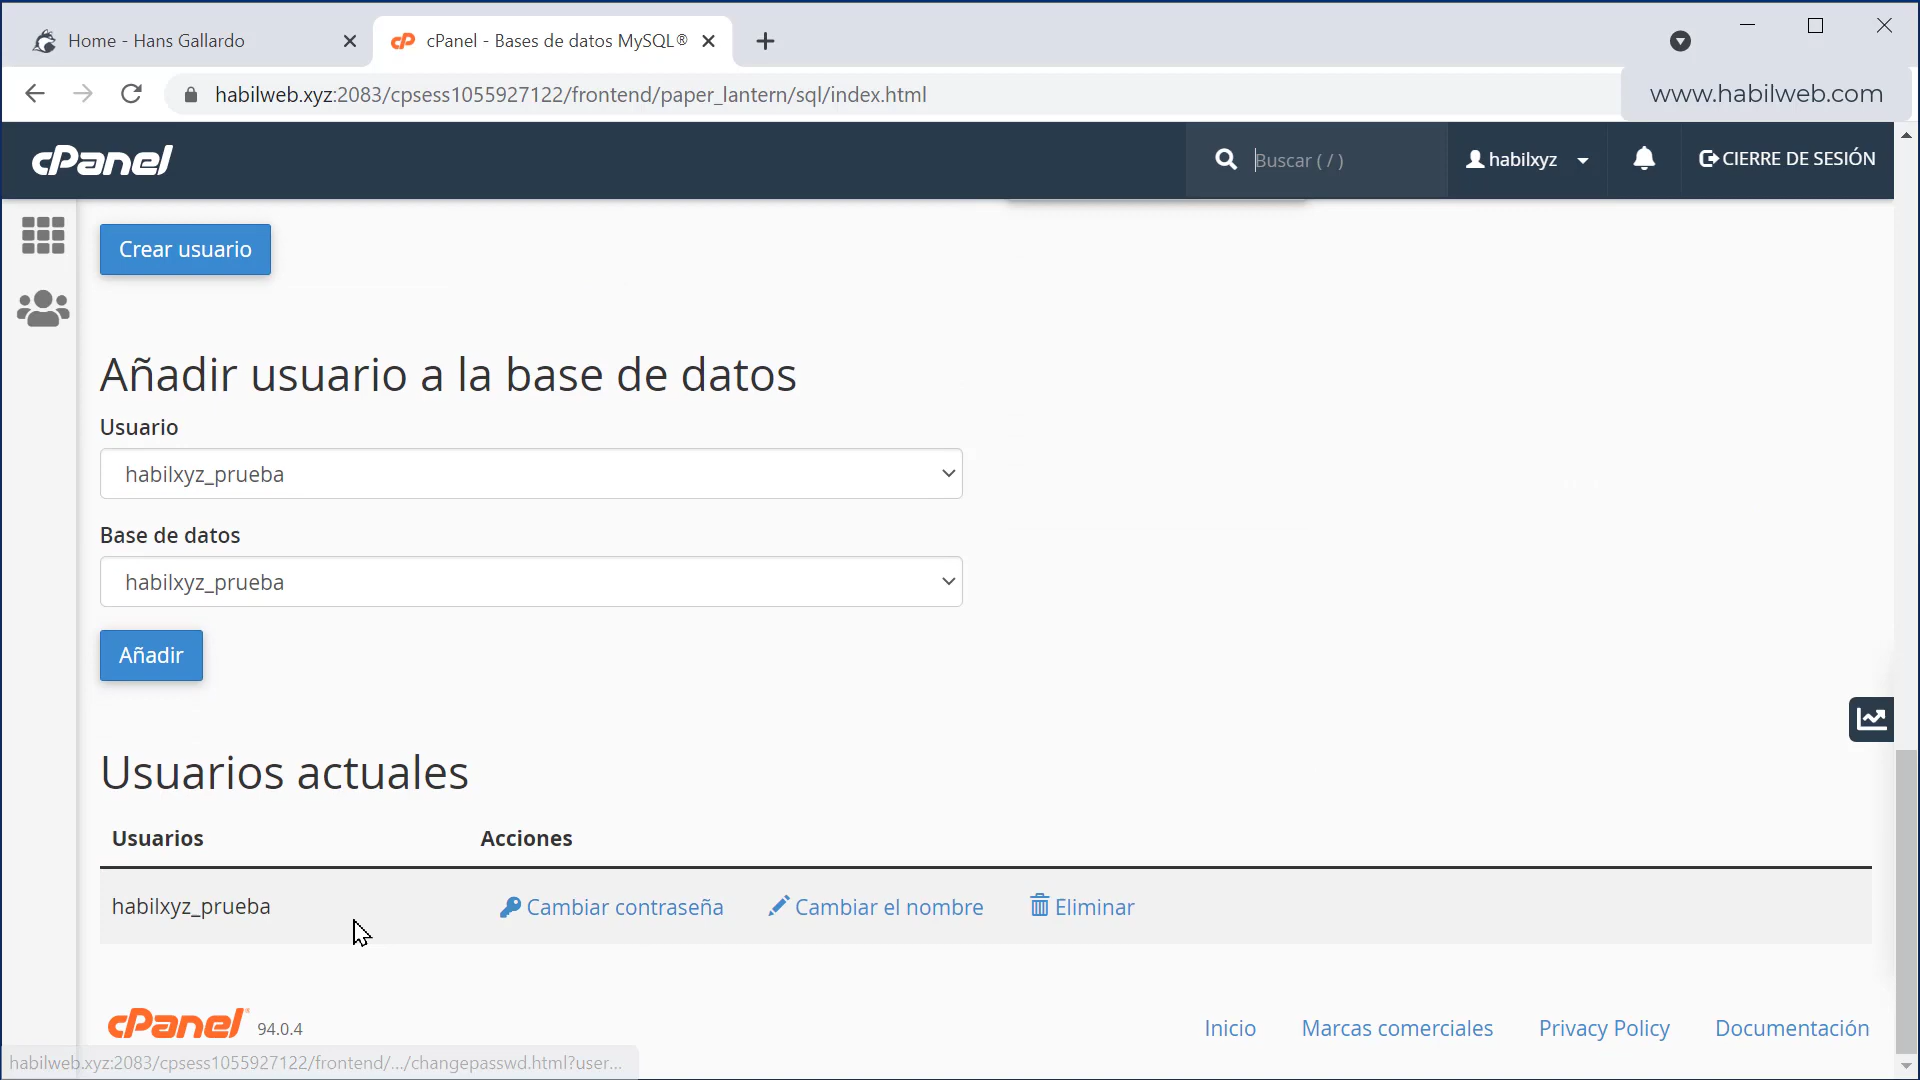 Home - Hans Gallardo
cPanel - Bases de datos MySQL®
habilweb.xyz:2083/cpsess1055927122/frontend/paper_lantern/sql/index.html
www.habilweb.com
cPanel
Buscar ( / )
habilxyz
CIERRE DE SESIÓN
Crear usuario
Añadir usuario a la base de datos
Usuario
habilxyz_prueba
Base de datos
habilxyz_prueba
Añadir
Usuarios actuales
Usuarios Acciones
habilxyz_prueba Cambiar contraseña Cambiar el nombre Eliminar
cPanel® 94.0.4
Inicio Marcas comerciales Privacy Policy Documentación
habilweb.xyz:2083/cpsess1055927122/frontend/.../changepasswd.html?user...